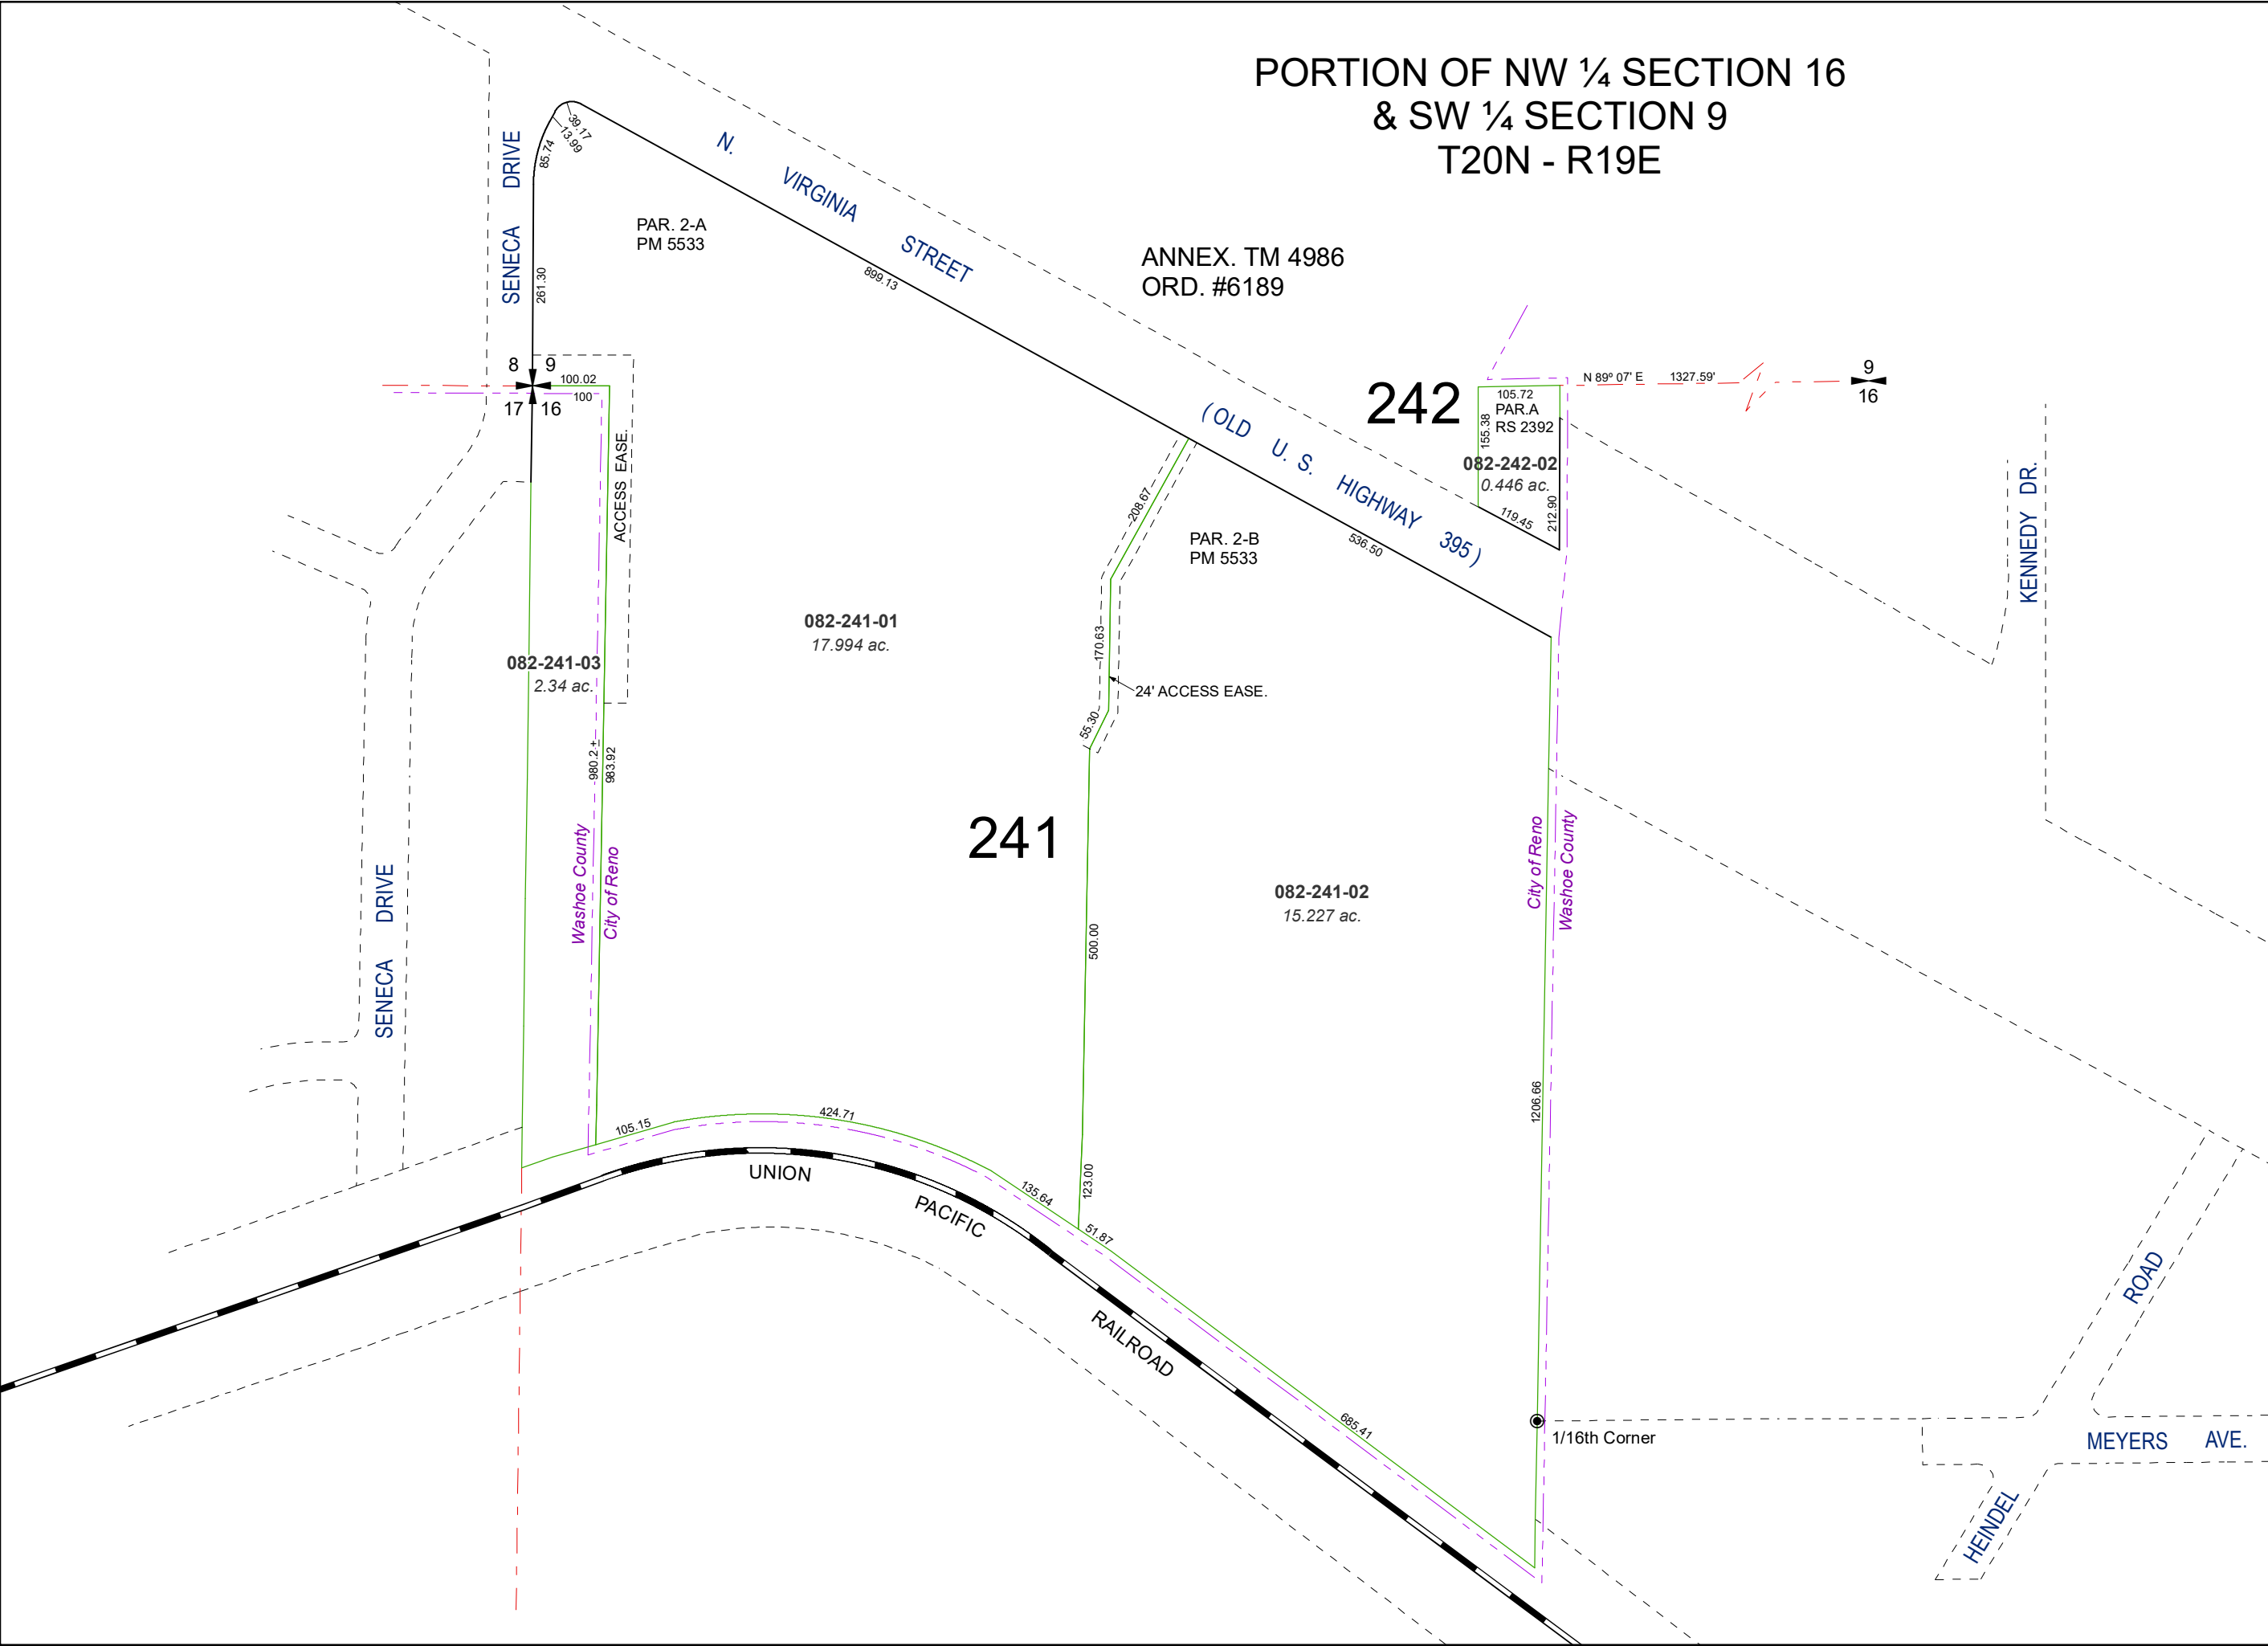 PORTION OF NW ¼ SECTION 16
& SW ¼ SECTION 9
T20N - R19E
SENECA DRIVE
39.17
13.99
85.74
261.30
PAR. 2-A
PM 5533
N. VIRGINIA STREET
899.13
ANNEX. TM 4986
ORD. #6189
( OLD U. S. HIGHWAY 395 )
536.50
242
8 9
17 16
100.02
100
ACCESS EASE.
N 89º 07' E 1327.59'
9
16
105.72
PAR.A
RS 2392
155.38
082-242-02
0.446 ac.
119.45
212.90
KENNEDY DR.
208.67
PAR. 2-B
PM 5533
170.63
24' ACCESS EASE.
55.30
082-241-01
17.994 ac.
082-241-03
2.34 ac.
980.2 +
983.92
241
Washoe County
City of Reno
SENECA DRIVE
500.00
082-241-02
15.227 ac.
City of Reno
Washoe County
1206.66
105.15
424.71
135.64
123.00
51.87
685.41
UNION PACIFIC RAILROAD
1/16th Corner
HEINDEL ROAD
MEYERS AVE.